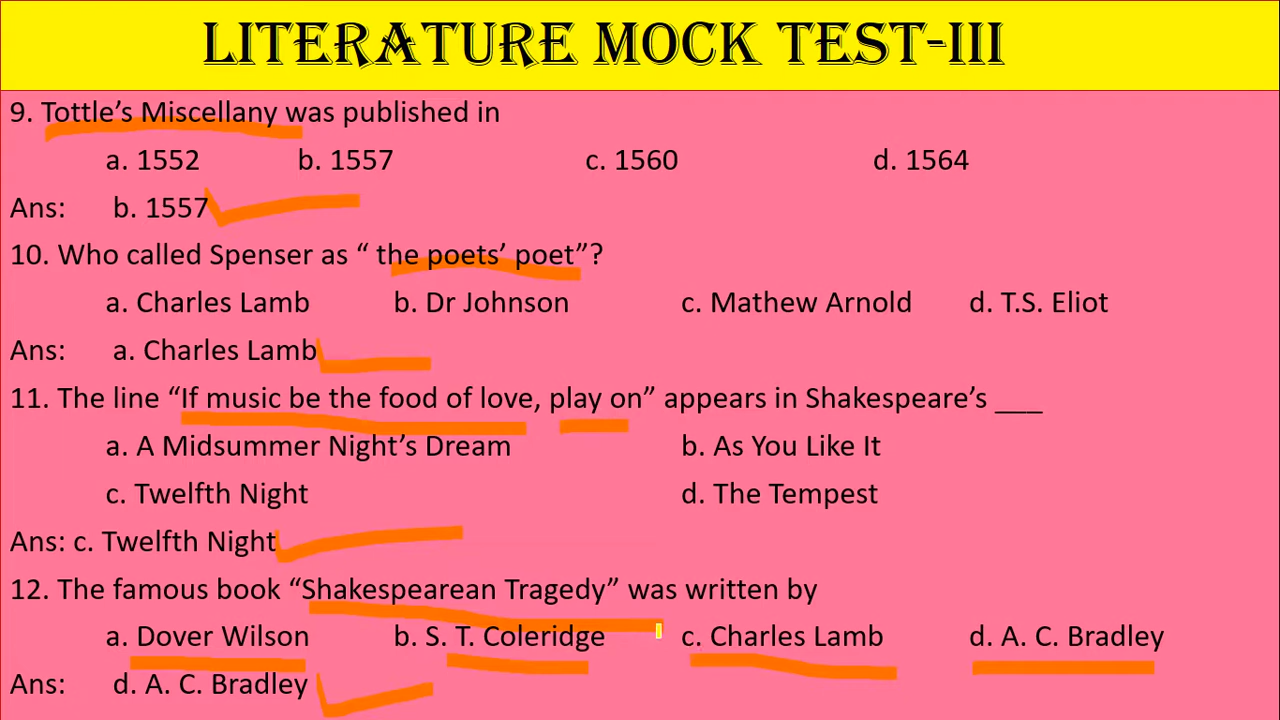 LITERATURE MOCK TEST-III
9. Tottle’s Miscellany was published in
a. 1552 b. 1557 c. 1560 d. 1564
Ans: b. 1557
10. Who called Spenser as “ the poets’ poet”?
a. Charles Lamb b. Dr Johnson c. Mathew Arnold d. T.S. Eliot
Ans: a. Charles Lamb
11. The line “If music be the food of love, play on” appears in Shakespeare’s ___
a. A Midsummer Night’s Dream b. As You Like It
c. Twelfth Night d. The Tempest
Ans: c. Twelfth Night
12. The famous book “Shakespearean Tragedy” was written by
a. Dover Wilson b. S. T. Coleridge c. Charles Lamb d. A. C. Bradley
Ans: d. A. C. Bradley